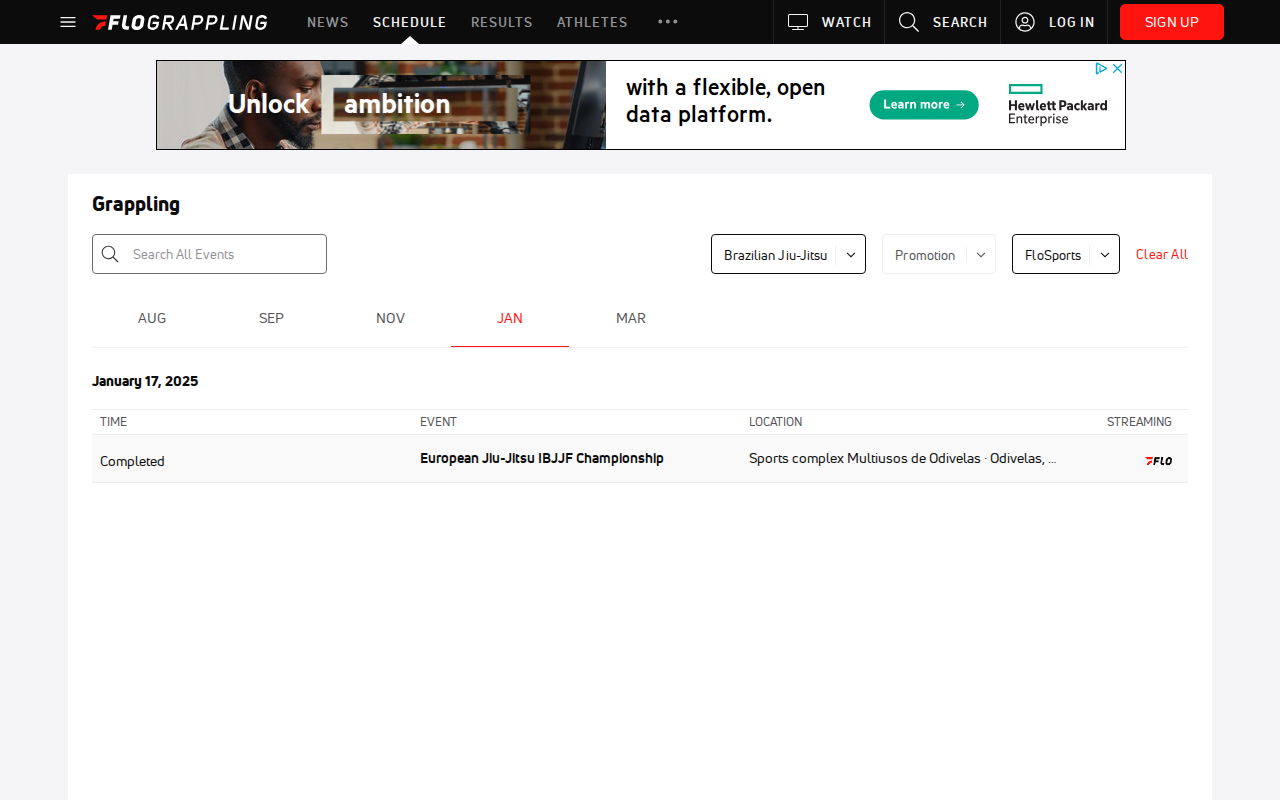 FLOGRAPPLING NEWS SCHEDULE RESULTS ATHLETES WATCH SEARCH LOG IN SIGN UP
Unlock ambition
with a flexible, open
data platform.
Learn more →
Hewlett Packard
Enterprise
Grappling
Search All Events
Brazilian Jiu-Jitsu
Promotion
FloSports
Clear All
AUG SEP NOV JAN MAR
January 17, 2025
TIME EVENT LOCATION STREAMING
Completed European Jiu-Jitsu IBJJF Championship Sports complex Multiusos de Odivelas · Odivelas, ... FLO